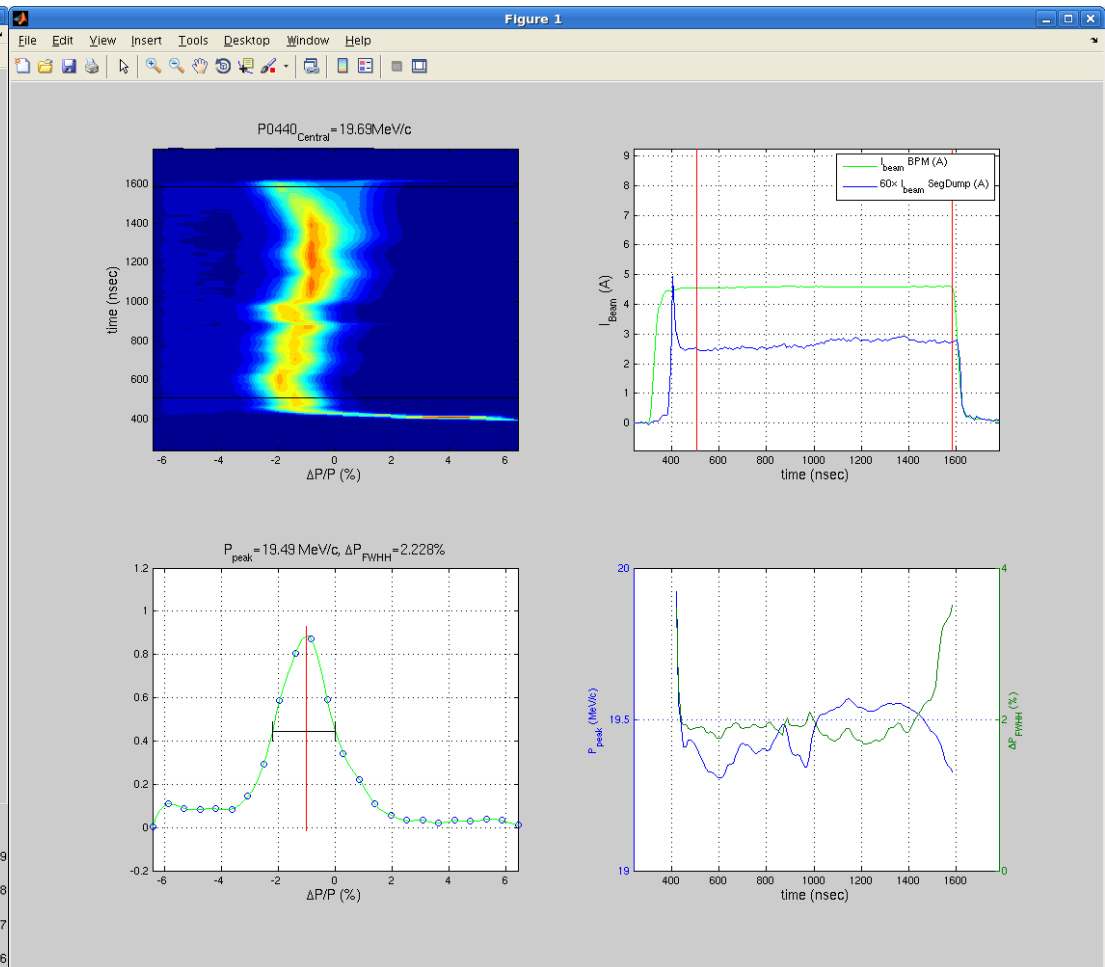 Figure 1
File Edit View Insert Tools Desktop Window Help
P0440Central=19.69MeV/c
1600
1400
1200
1000
800
600
400
time (nsec)
-6 -4 -2 0 2 4 6
ΔP/P (%)
Ibeam BPM (A)
60× Ibeam SegDump (A)
9
8
7
6
5
4
3
2
1
0
IBeam (A)
400 600 800 1000 1200 1400 1600
time (nsec)
Ppeak=19.49 MeV/c, ΔPFWHH=2.228%
1.2
1
0.8
0.6
0.4
0.2
0
-0.2
-6 -4 -2 0 2 4 6
ΔP/P (%)
20
19.5
19
Ppeak (MeV/c)
4
2
0
ΔPFWHH (%)
400 600 800 1000 1200 1400 1600
time (nsec)
9
8
7
6